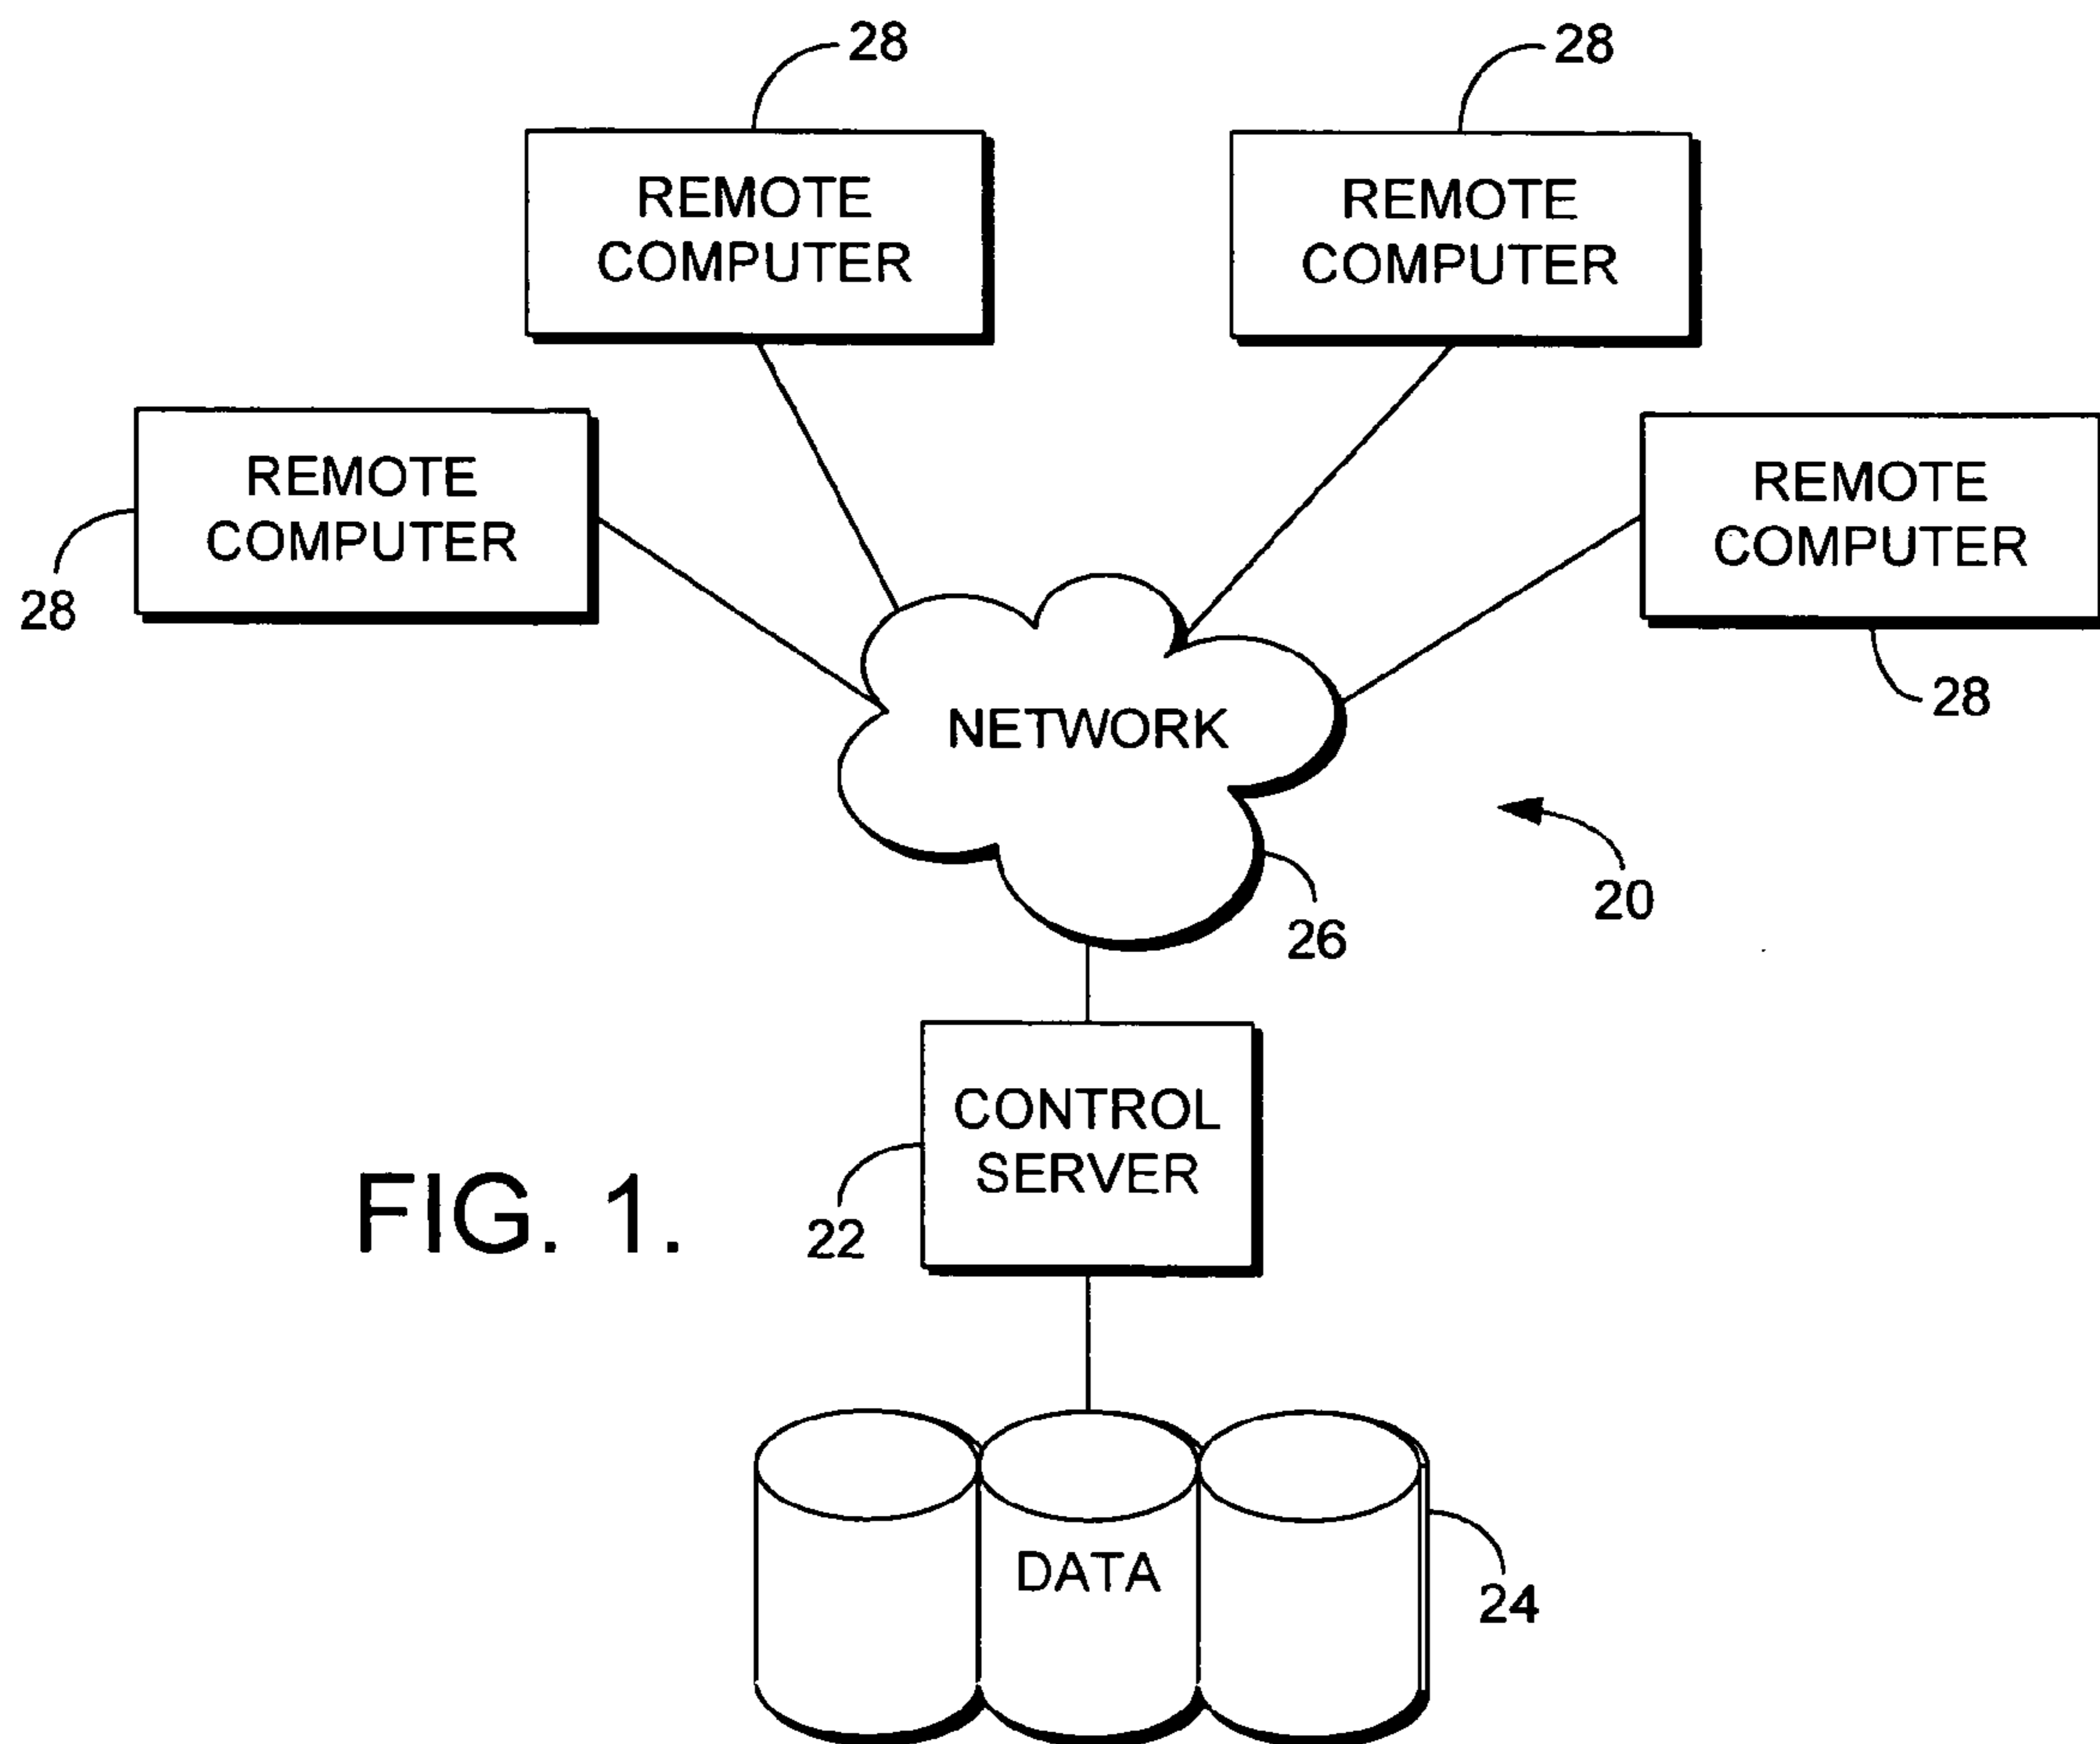 28
28
REMOTE
COMPUTER
REMOTE
COMPUTER
REMOTE
COMPUTER
REMOTE
COMPUTER
28
28
NETWORK
20
26
CONTROL
SERVER
22
FIG. 1.
DATA
24